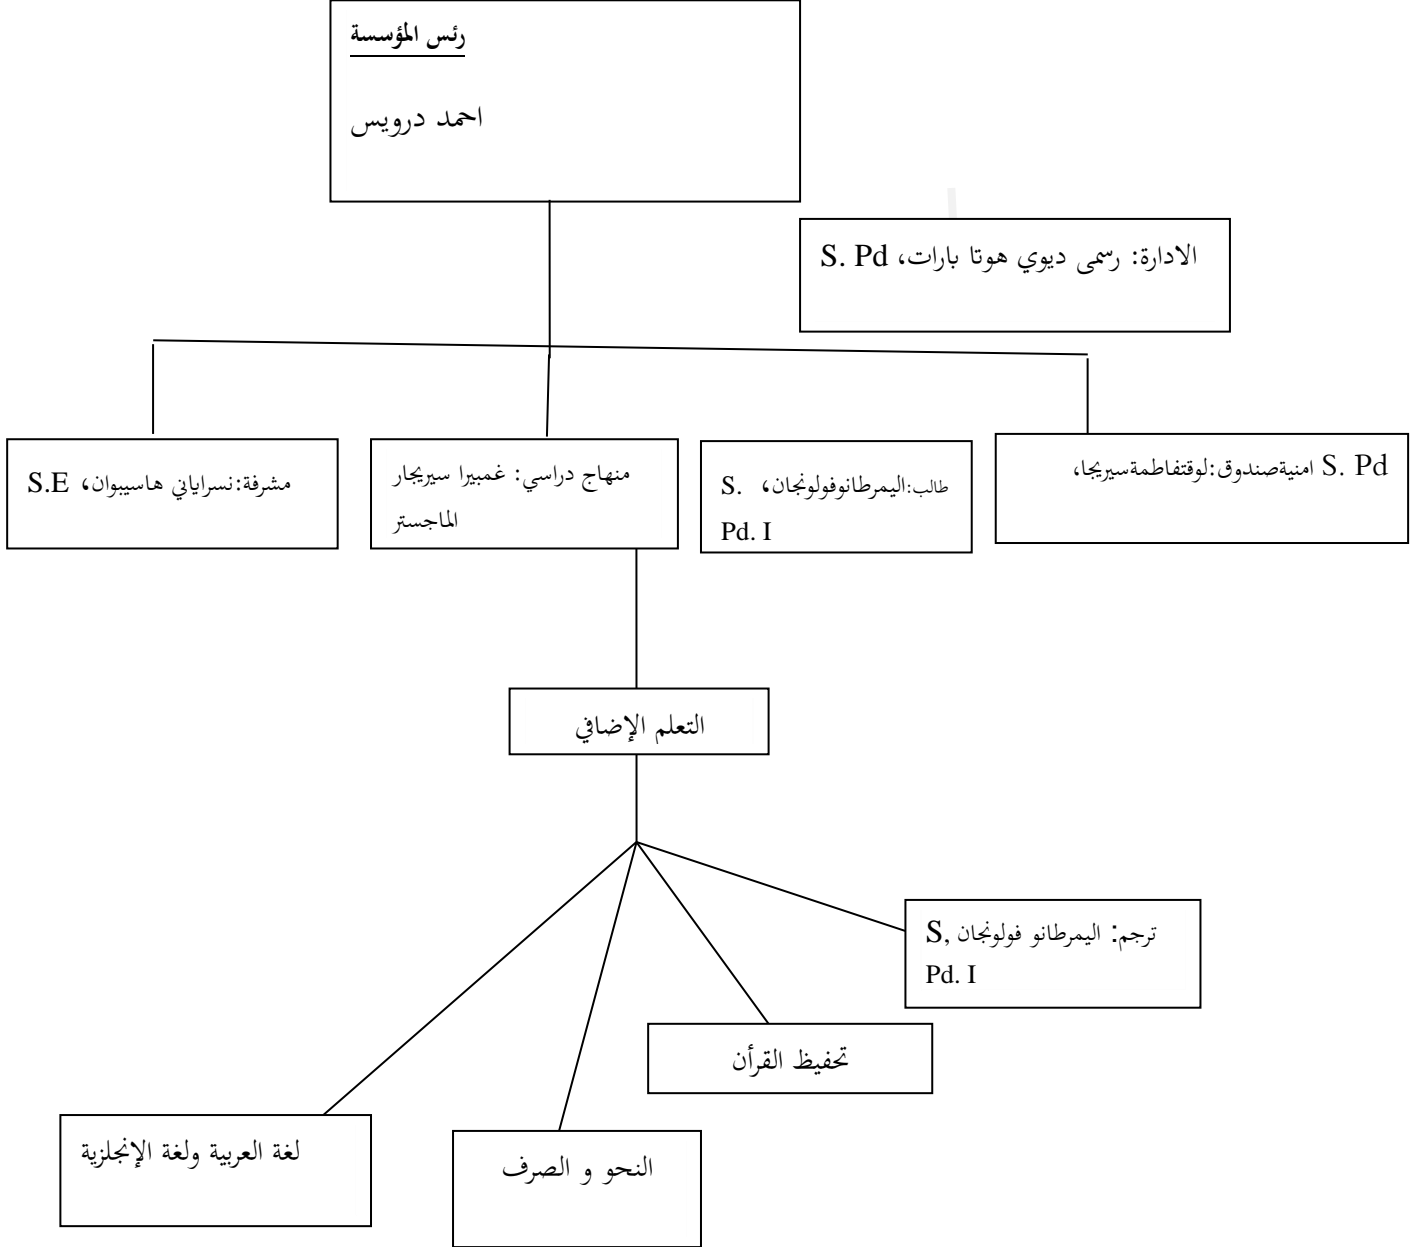 رئس المؤسسة
احمد درويس
الادارة: رسمى ديوي هوتا بارات، S. Pd
مشرفة:نسراياني هاسيبوان، S.E
منهاج دراسي: غمبيرا سيريجار
الماجستر
طالب:اليمرطانوفولونجان، S.
Pd. I
S. Pd امنيةصندوق:لوقتفاطمةسيريجا،
التعلم الإضافي
ترجم: اليمرطانو فولونجان S,
Pd. I
تحفيظ القرأن
لغة العربية ولغة الإنجلزية
النحو و الصرف